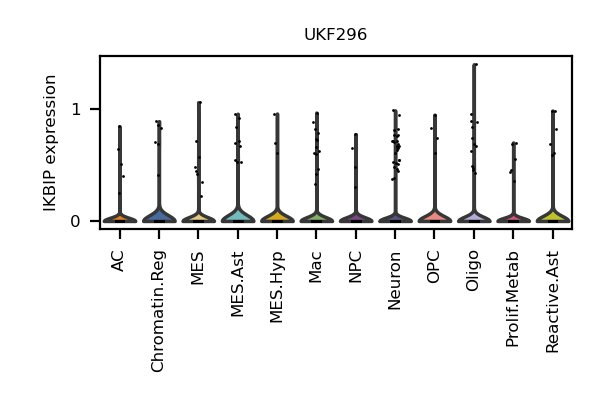 UKF296
IKBIP expression
1
0
AC
Chromatin.Reg
MES
MES.Ast
MES.Hyp
Mac
NPC
Neuron
OPC
Oligo
Prolif.Metab
Reactive.Ast